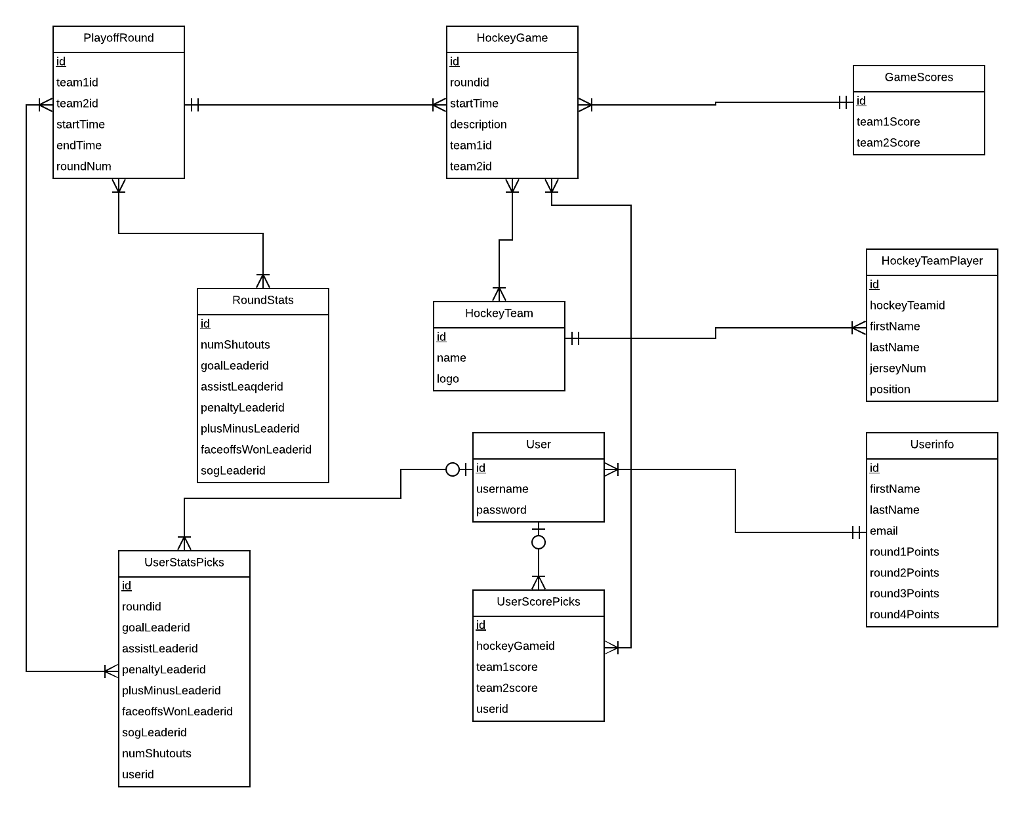 PlayoffRound
id
team1id
team2id
startTime
endTime
roundNum
HockeyGame
id
roundid
startTime
description
team1id
team2id
GameScores
id
team1Score
team2Score
RoundStats
id
numShutouts
goalLeaderid
assistLeaqderid
penaltyLeaderid
plusMinusLeaderid
faceoffsWonLeaderid
sogLeaderid
HockeyTeam
id
name
logo
HockeyTeamPlayer
id
hockeyTeamid
firstName
lastName
jerseyNum
position
User
id
username
password
Userinfo
id
firstName
lastName
email
round1Points
round2Points
round3Points
round4Points
UserStatsPicks
id
roundid
goalLeaderid
assistLeaderid
penaltyLeaderid
plusMinusLeaderid
faceoffsWonLeaderid
sogLeaderid
numShutouts
userid
UserScorePicks
id
hockeyGameid
team1score
team2score
userid